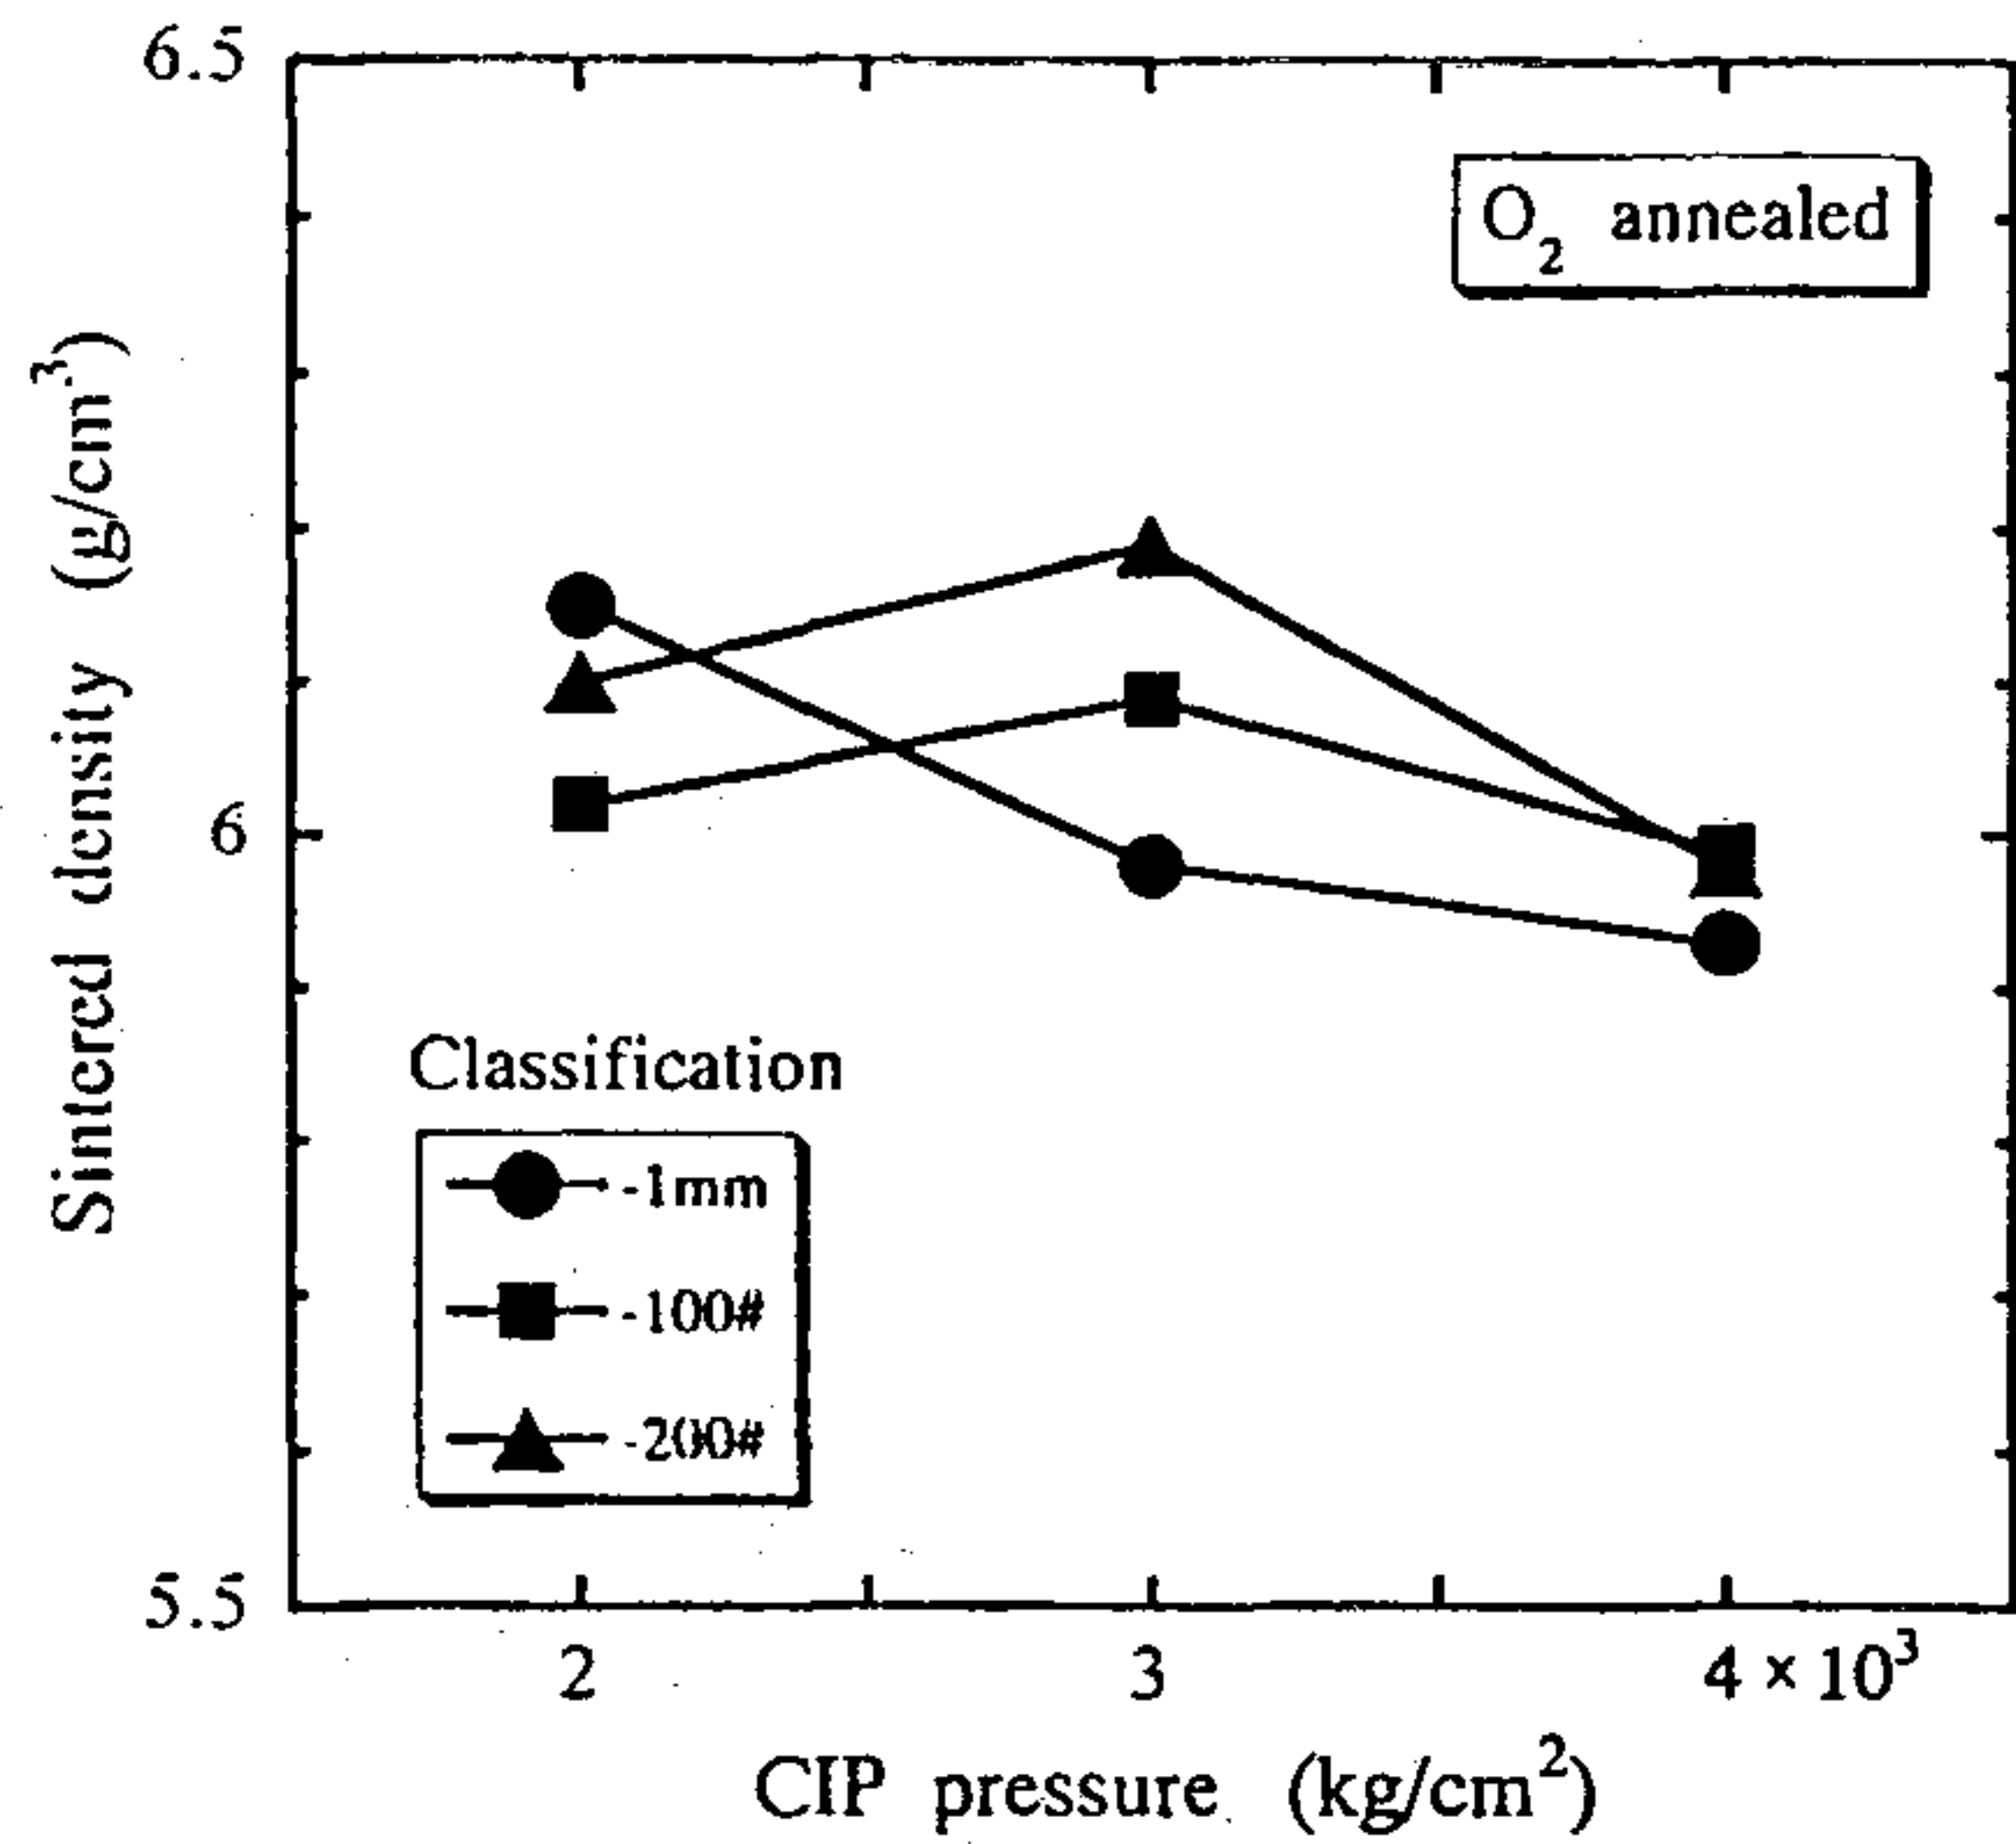 6.5
O₂ annealed
Sintered density (g/cm³)
6
Classification
-1mm
-100#
-200#
5.5
2 3 4 × 10³
CIP pressure (kg/cm²)